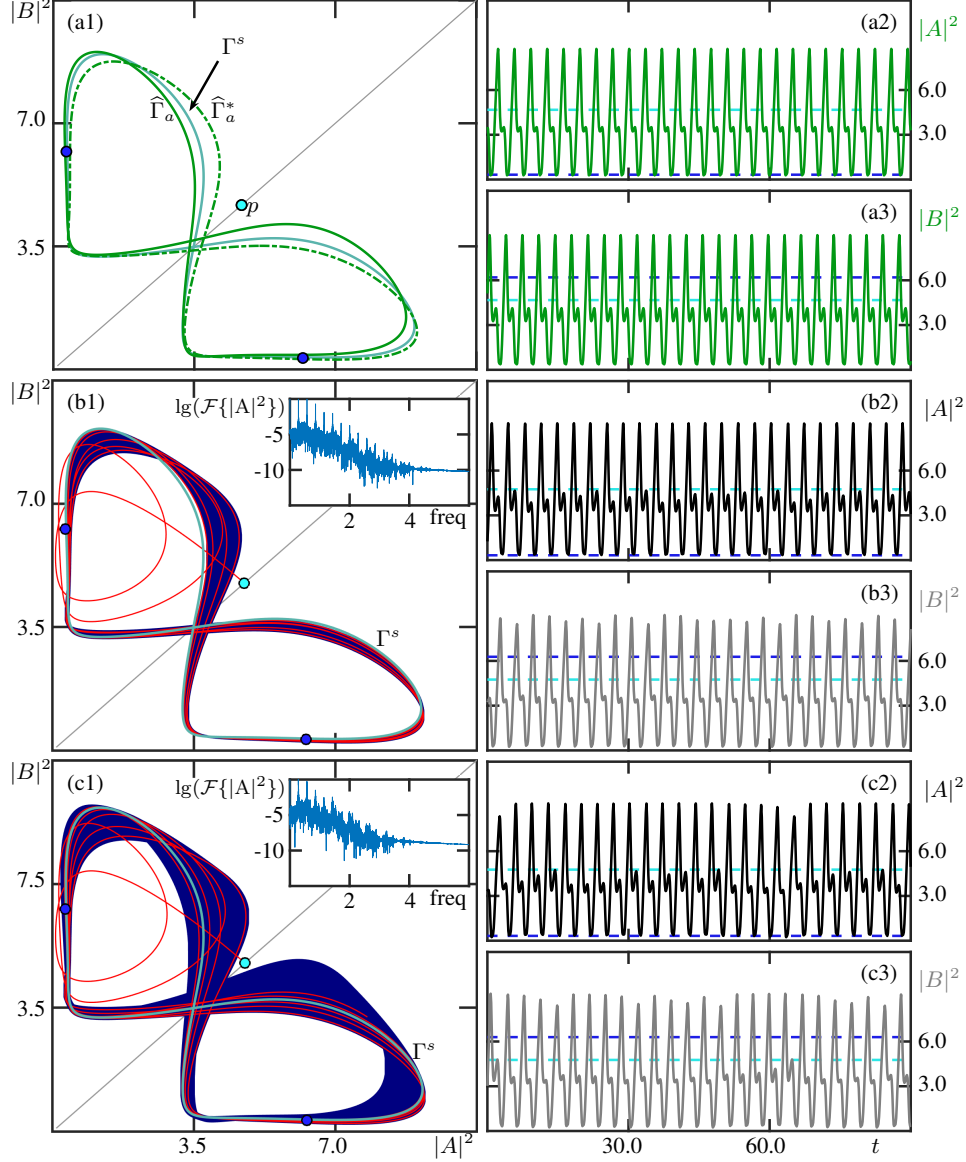 |B|²
(a1)
Γˢ
Γ̂ₐ
Γ̂ₐ*
7.0
p
3.5
(a2)
|A|²
6.0
3.0
(a3)
|B|²
6.0
3.0
|B|²
(b1)
lg(ℱ{|A|²})
-5
-10
2
4
freq
7.0
3.5
Γˢ
(b2)
|A|²
6.0
3.0
(b3)
|B|²
6.0
3.0
|B|²
(c1)
lg(ℱ{|A|²})
-5
-10
2
4
freq
7.5
3.5
Γˢ
3.5
7.0
|A|²
(c2)
|A|²
6.0
3.0
(c3)
|B|²
6.0
3.0
30.0
60.0
t